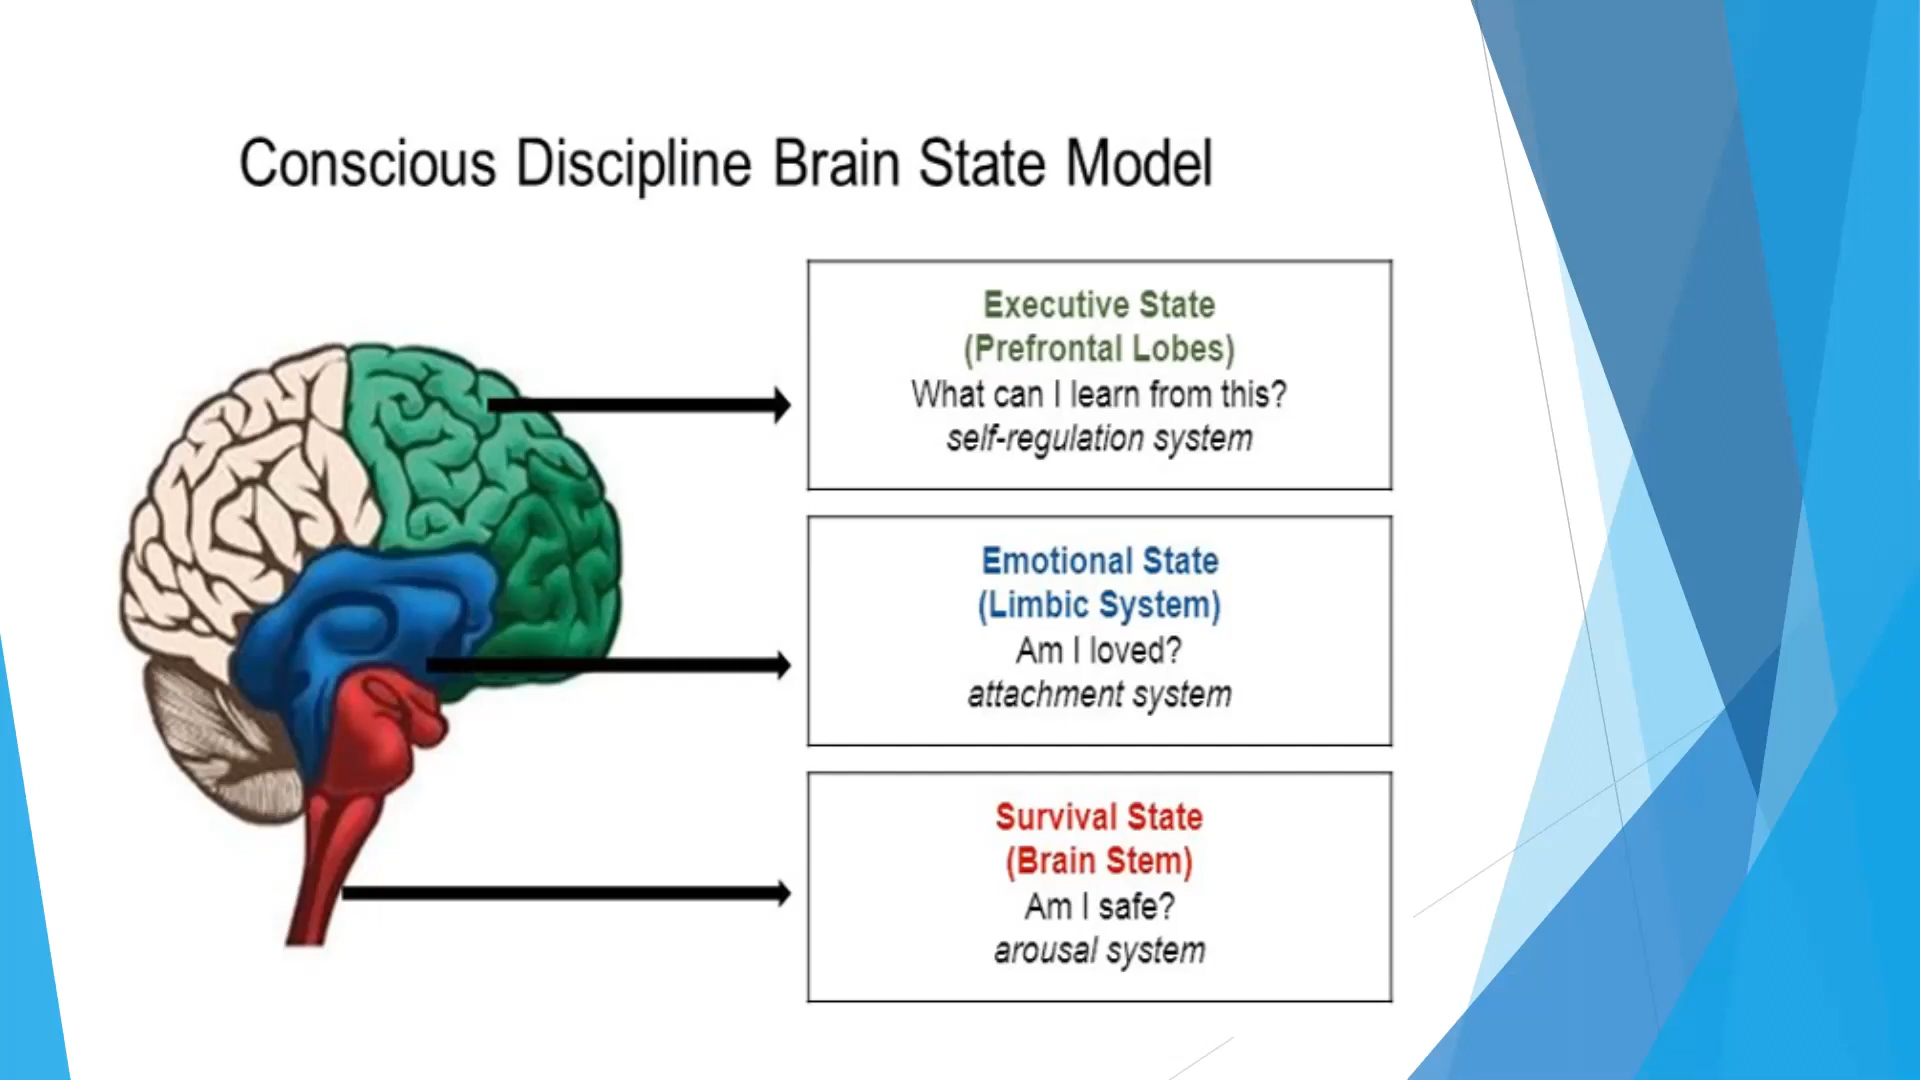 Conscious Discipline Brain State Model
Executive State
(Prefrontal Lobes)
What can I learn from this?
self-regulation system
Emotional State
(Limbic System)
Am I loved?
attachment system
Survival State
(Brain Stem)
Am I safe?
arousal system